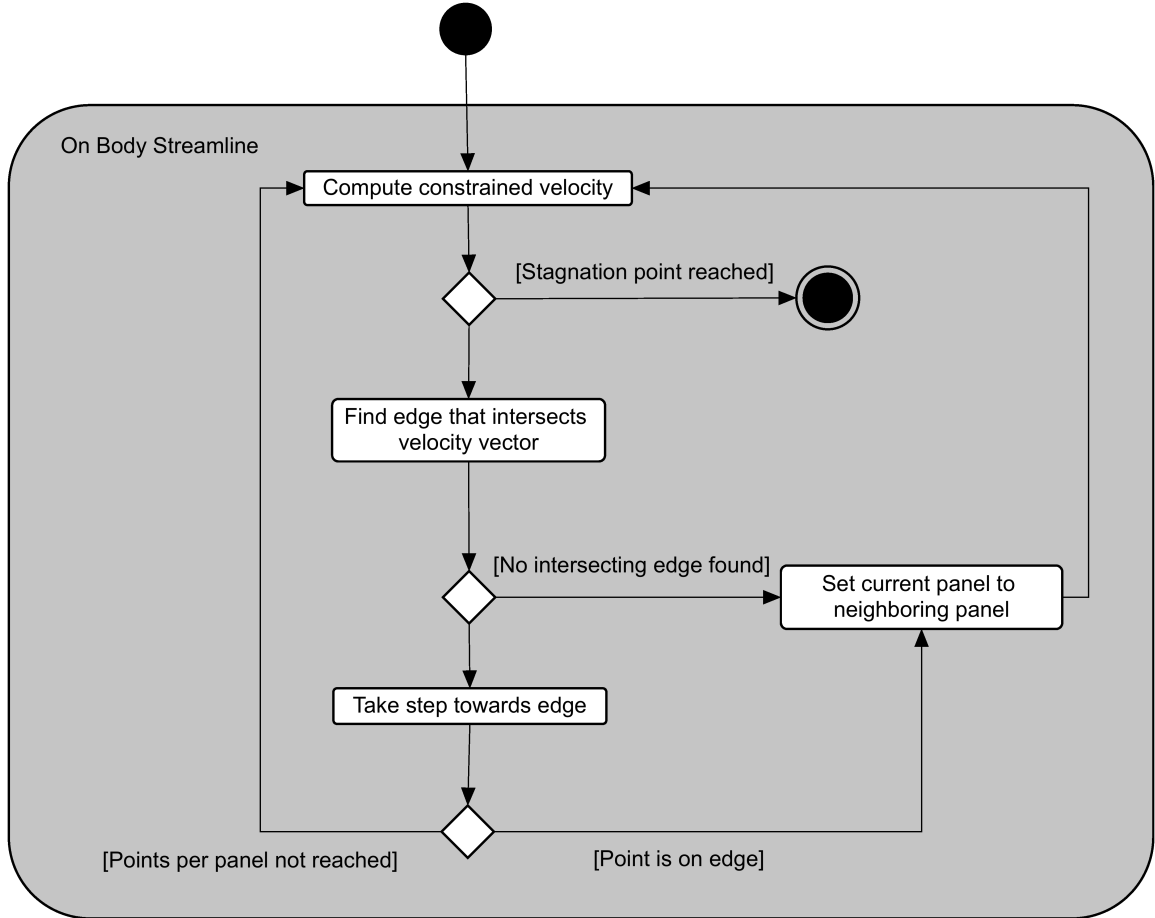 On Body Streamline
Compute constrained velocity
[Stagnation point reached]
Find edge that intersects
velocity vector
[No intersecting edge found]
Set current panel to
neighboring panel
Take step towards edge
[Points per panel not reached]
[Point is on edge]